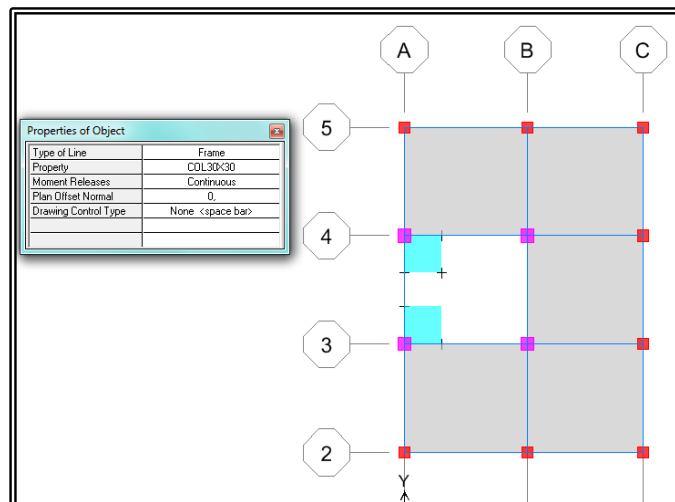 A B C
5
Properties of Object
Type of Line Frame
Property COL30X30
Moment Releases Continuous
Plan Offset Normal 0,
Drawing Control Type None <space bar>
4
3
2
Y